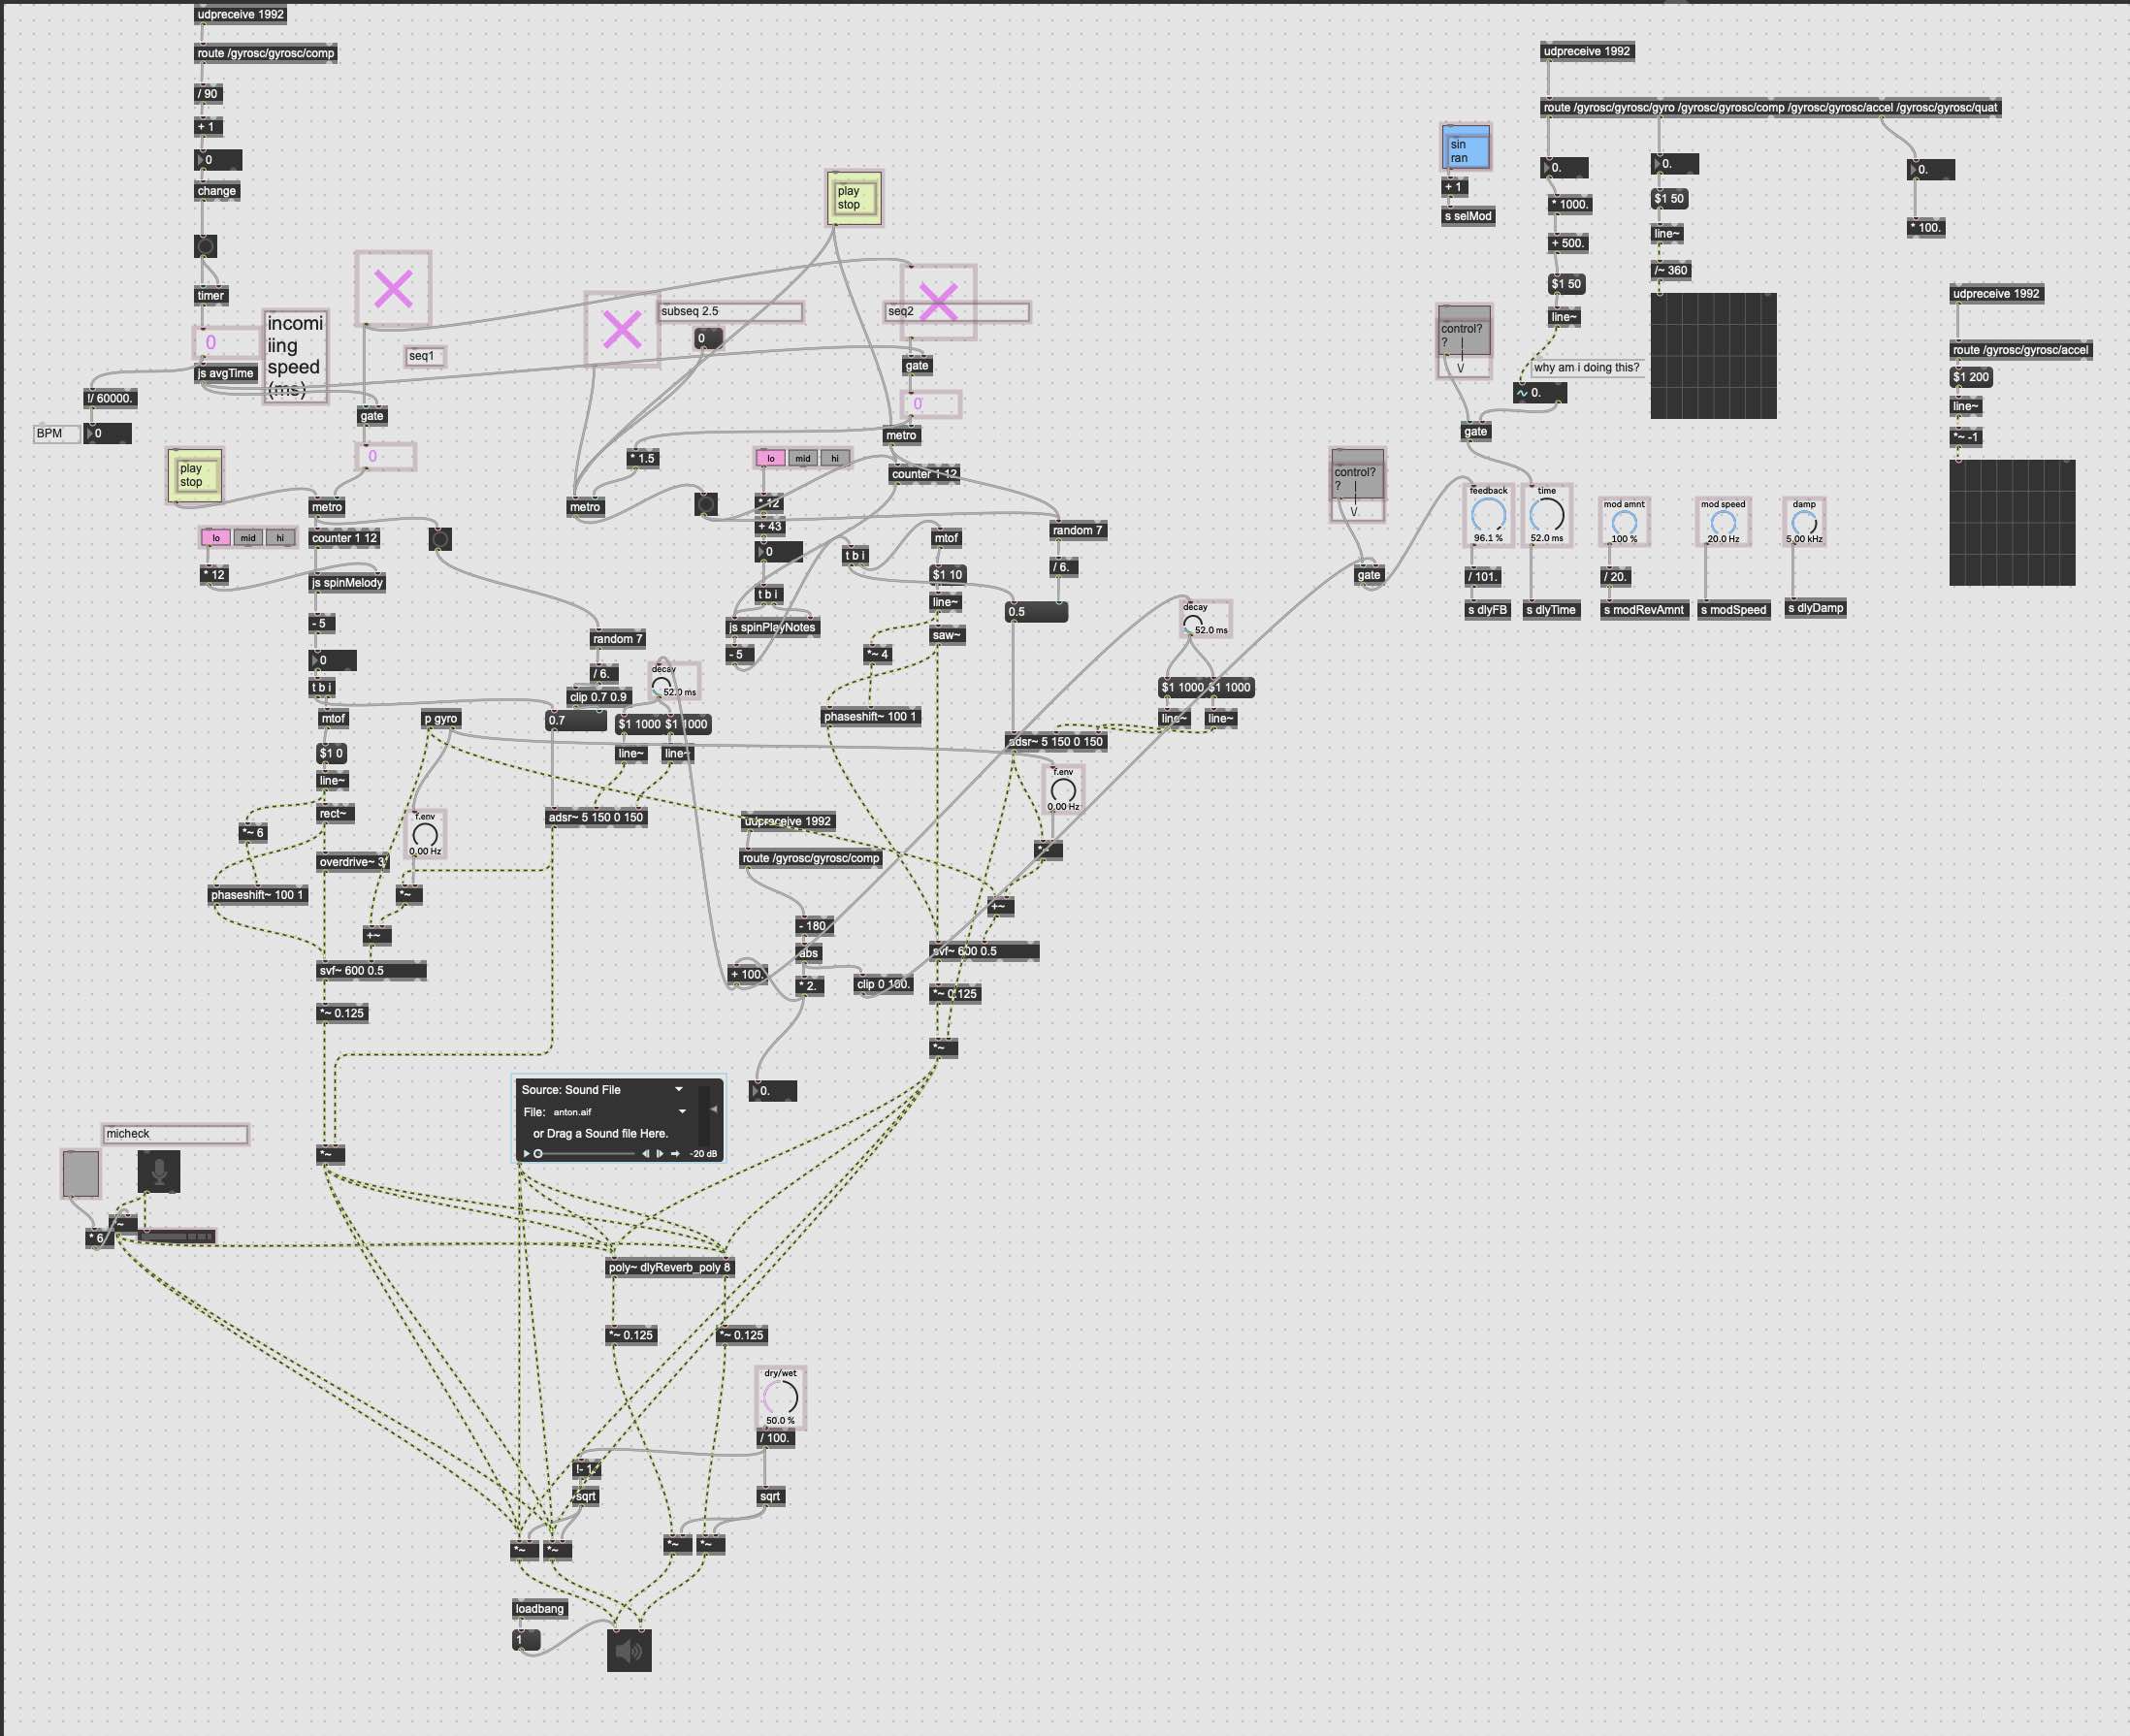 udpreceive 1992
route /gyrosc/gyrosc/comp
/ 90
+ 1
0
change
timer
0
incomi
iing
speed
(ms)
js avgTime
!/ 60000.
BPM
0
play
stop
seq1
gate
0
metro
lo mid hi
* 12
counter 1 12
js spinMelody
- 5
0
t b i
mtof
$1 0
line~
rect~
*~ 6
overdrive~ 3
phaseshift~ 100 1
p gyro
f.env
0.00 Hz
*~
+~
svf~ 600 0.5
*~ 0.125
*~
random 7
/ 6.
clip 0.7 0.9
0.7
decay
52.0 ms
$1 1000
$1 1000
line~
line~
adsr~ 5 150 0 150
play
stop
subseq 2.5
0
seq2
gate
0
metro
* 1.5
metro
lo mid hi
counter 1 12
* 12
+ 43
0
t b i
js spinPlayNotes
- 5
t b i
mtof
$1 10
line~
saw~
*~ 4
phaseshift~ 100 1
random 7
/ 6.
0.5
decay
52.0 ms
$1 1000
$1 1000
line~
line~
adsr~ 5 150 0 150
f.env
0.00 Hz
*~
+~
svf~ 600 0.5
*~ 0.125
*~
udpreceive 1992
route /gyrosc/gyrosc/comp
- 180
abs
+ 100.
* 2.
clip 0 100.
0.
Source: Sound File
File: anton.aif
or Drag a Sound file Here.
-20 dB
micheck
*~
* 6
poly~ dlyReverb_poly 8
*~ 0.125
*~ 0.125
dry/wet
50.0 %
/ 100.
!- 1.
sqrt
sqrt
*~
*~
*~
*~
loadbang
1
udpreceive 1992
route /gyrosc/gyrosc/gyro /gyrosc/gyrosc/comp /gyrosc/gyrosc/accel /gyrosc/gyrosc/quat
sin
ran
+ 1
s selMod
0.
* 1000.
+ 500.
$1 50
line~
0.
$1 50
line~
/~ 360
0.
* 100.
why am i doing this?
0.
control?
?
|
V
gate
control?
?
|
|
V
gate
udpreceive 1992
route /gyrosc/gyrosc/accel
$1 200
line~
*~ -1
feedback
96.1 %
/ 101.
s dlyFB
time
52.0 ms
s dlyTime
mod amnt
100 %
/ 20.
s modRevAmnt
mod speed
20.0 Hz
s modSpeed
damp
5.00 kHz
s dlyDamp